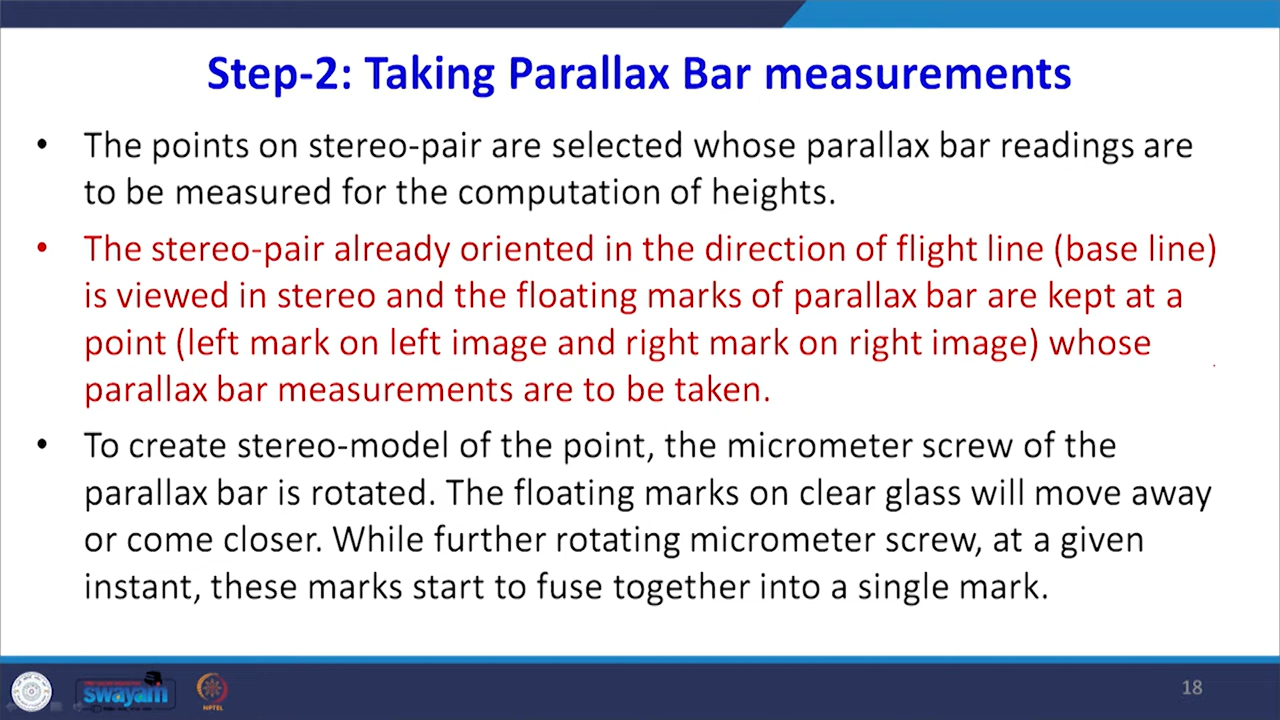 Step-2: Taking Parallax Bar measurements
• The points on stereo-pair are selected whose parallax bar readings are
to be measured for the computation of heights.
• The stereo-pair already oriented in the direction of flight line (base line)
is viewed in stereo and the floating marks of parallax bar are kept at a
point (left mark on left image and right mark on right image) whose
parallax bar measurements are to be taken.
• To create stereo-model of the point, the micrometer screw of the
parallax bar is rotated. The floating marks on clear glass will move away
or come closer. While further rotating micrometer screw, at a given
instant, these marks start to fuse together into a single mark.
swayam
NPTEL
18